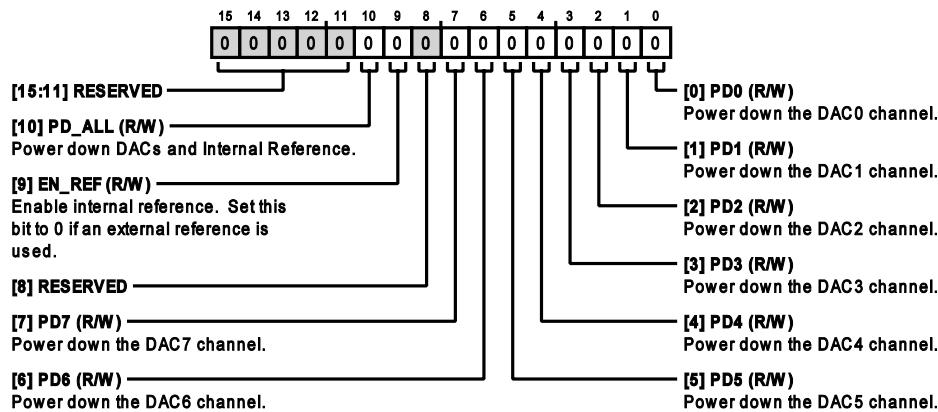 15 14 13 12 11 10 9 8 7 6 5 4 3 2 1 0
0 0 0 0 0 0 0 0 0 0 0 0 0 0 0 0
[15:11] RESERVED
[10] PD_ALL (R/W)
Power down DACs and Internal Reference.
[9] EN_REF (R/W)
Enable internal reference. Set this
bit to 0 if an external reference is
used.
[8] RESERVED
[7] PD7 (R/W)
Power down the DAC7 channel.
[6] PD6 (R/W)
Power down the DAC6 channel.
[0] PD0 (R/W)
Power down the DAC0 channel.
[1] PD1 (R/W)
Power down the DAC1 channel.
[2] PD2 (R/W)
Power down the DAC2 channel.
[3] PD3 (R/W)
Power down the DAC3 channel.
[4] PD4 (R/W)
Power down the DAC4 channel.
[5] PD5 (R/W)
Power down the DAC5 channel.